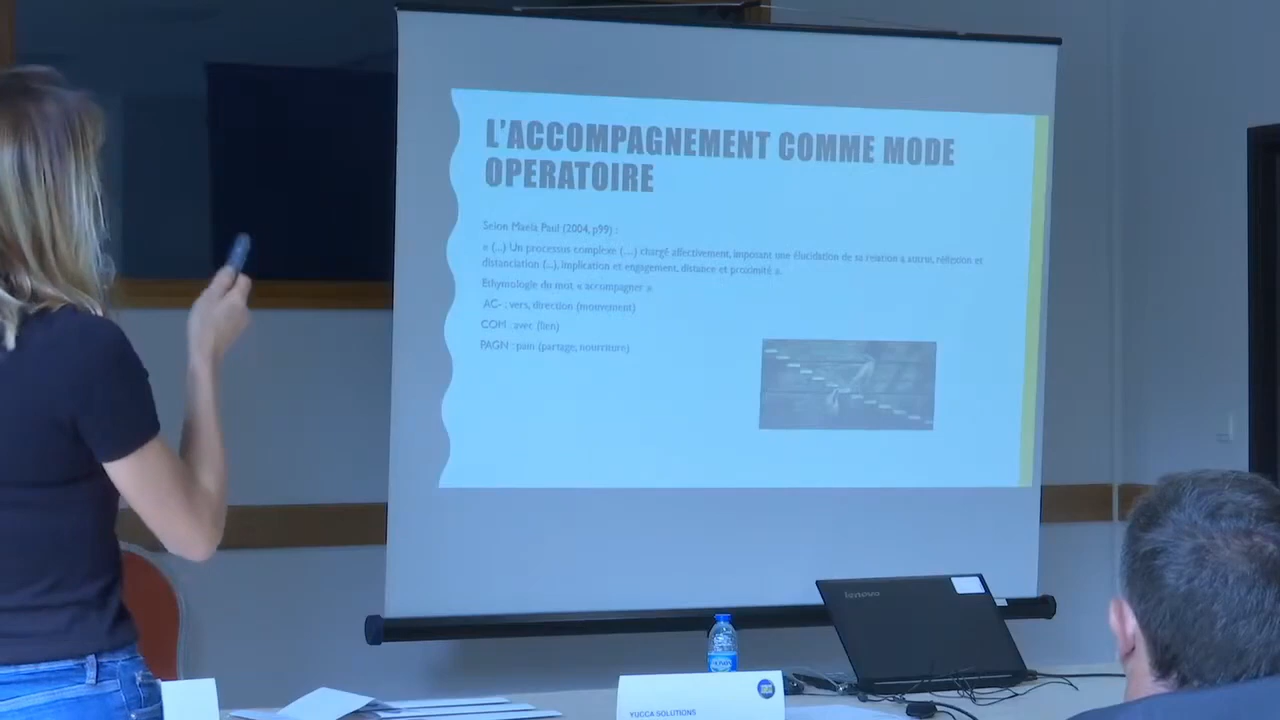 L'ACCOMPAGNEMENT COMME MODE
OPERATOIRE
Selon Maela Paul (2004, p99) :
« (...) Un processus complexe (....) chargé affectivement, imposant une élucidation de sa relation à autrui, réflexion et
distanciation (...), implication et engagement, distance et proximité ».
Ethymologie du mot « accompagner »
AC- : vers, direction (mouvement)
COM : avec (lien)
PAGN : pain (partage, nourriture)
lenovo
YUCCA SOLUTIONS